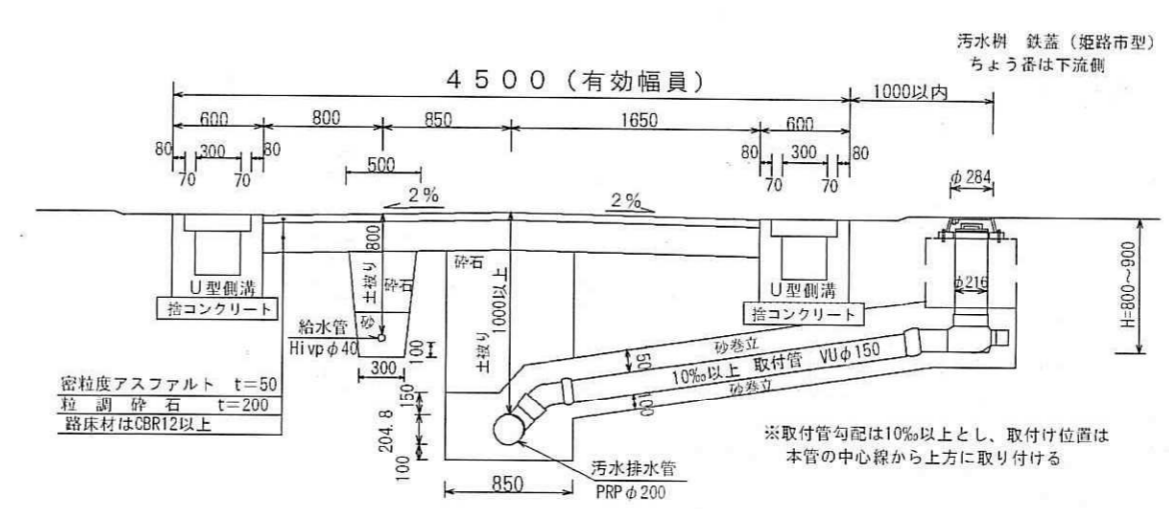 汚水桝 鉄蓋（姫路市型）
ちょう番は下流側
4500（有効幅員）
1000以内
600
800
850
1650
600
80
300
80
70
70
500
80
300
80
70
70
φ284
2％
2％
800
土被り
砕石
砂
砕石
土被り
1000以上
U型側溝
捨コンクリート
給水管
Hivpφ40
100
300
U型側溝
捨コンクリート
φ216
H=800～900
砂巻立
50
10‰以上 取付管 VUφ150
砂巻立
100
密粒度アスファルト t=50
粒調砕石 t=200
路床材はCBR12以上
150
204.8
100
850
汚水排水管
PRPφ200
※取付管勾配は10‰以上とし、取付け位置は
本管の中心線から上方に取り付ける